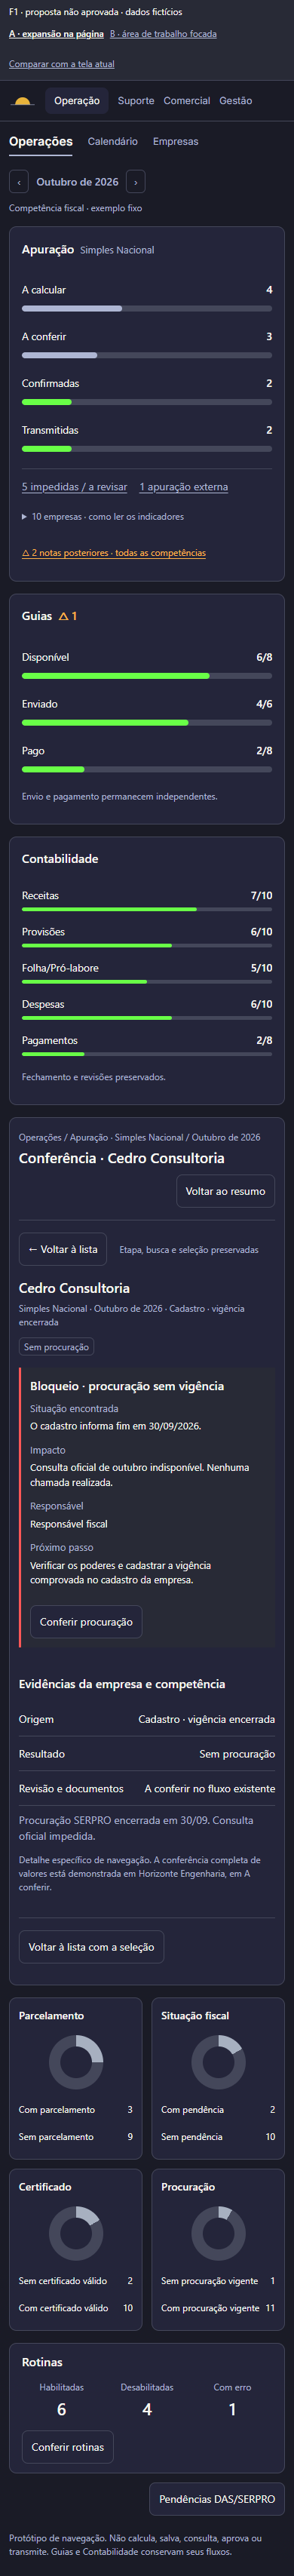 F1 · proposta não aprovada · dados fictícios
A · expansão na página B · área de trabalho focada
Comparar com a tela atual
Operação Suporte Comercial Gestão
Operações Calendário Empresas
‹ Outubro de 2026 ›
Competência fiscal · exemplo fixo
Apuração Simples Nacional
A calcular 4
A conferir 3
Confirmadas 2
Transmitidas 2
5 impedidas / a revisar 1 apuração externa
▶ 10 empresas · como ler os indicadores
△ 2 notas posteriores · todas as competências
Guias △ 1
Disponível 6/8
Enviado 4/6
Pago 2/8
Envio e pagamento permanecem independentes.
Contabilidade
Receitas 7/10
Provisões 6/10
Folha/Pró-labore 5/10
Despesas 6/10
Pagamentos 2/8
Fechamento e revisões preservados.
Operações / Apuração · Simples Nacional / Outubro de 2026
Conferência · Cedro Consultoria
Voltar ao resumo
← Voltar à lista Etapa, busca e seleção preservadas
Cedro Consultoria
Simples Nacional · Outubro de 2026 · Cadastro · vigência
encerrada
Sem procuração
Bloqueio · procuração sem vigência
Situação encontrada
O cadastro informa fim em 30/09/2026.
Impacto
Consulta oficial de outubro indisponível. Nenhuma
chamada realizada.
Responsável
Responsável fiscal
Próximo passo
Verificar os poderes e cadastrar a vigência
comprovada no cadastro da empresa.
Conferir procuração
Evidências da empresa e competência
Origem Cadastro · vigência encerrada
Resultado Sem procuração
Revisão e documentos A conferir no fluxo existente
Procuração SERPRO encerrada em 30/09. Consulta
oficial impedida.
Detalhe específico de navegação. A conferência completa de
valores está demonstrada em Horizonte Engenharia, em A
conferir.
Voltar à lista com a seleção
Parcelamento
Com parcelamento 3
Sem parcelamento 9
Situação fiscal
Com pendência 2
Sem pendência 10
Certificado
Sem certificado válido 2
Com certificado válido 10
Procuração
Sem procuração vigente 1
Com procuração vigente 11
Rotinas
Habilitadas Desabilitadas Com erro
6 4 1
Conferir rotinas
Pendências DAS/SERPRO
Protótipo de navegação. Não calcula, salva, consulta, aprova ou
transmite. Guias e Contabilidade conservam seus fluxos.